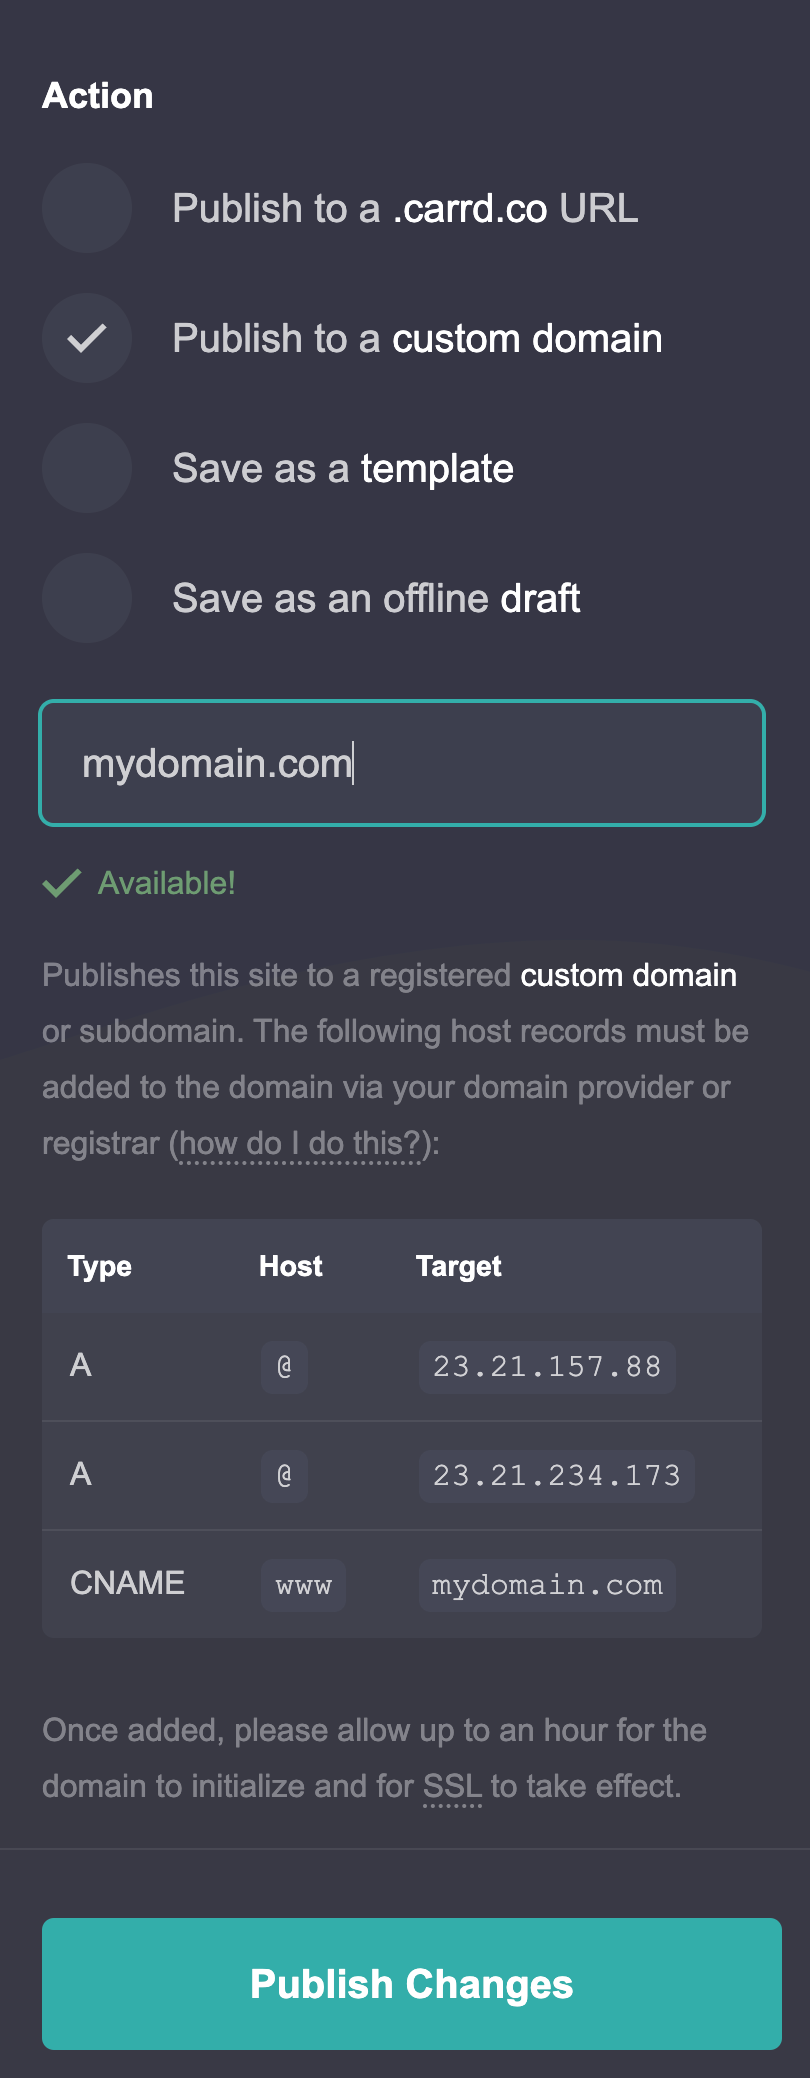 Action
Publish to a .carrd.co URL
Publish to a custom domain
Save as a template
Save as an offline draft
mydomain.com
Available!
Publishes this site to a registered custom domain
or subdomain. The following host records must be
added to the domain via your domain provider or
registrar (how do I do this?):
Type Host Target
A @ 23.21.157.88
A @ 23.21.234.173
CNAME www mydomain.com
Once added, please allow up to an hour for the
domain to initialize and for SSL to take effect.
Publish Changes